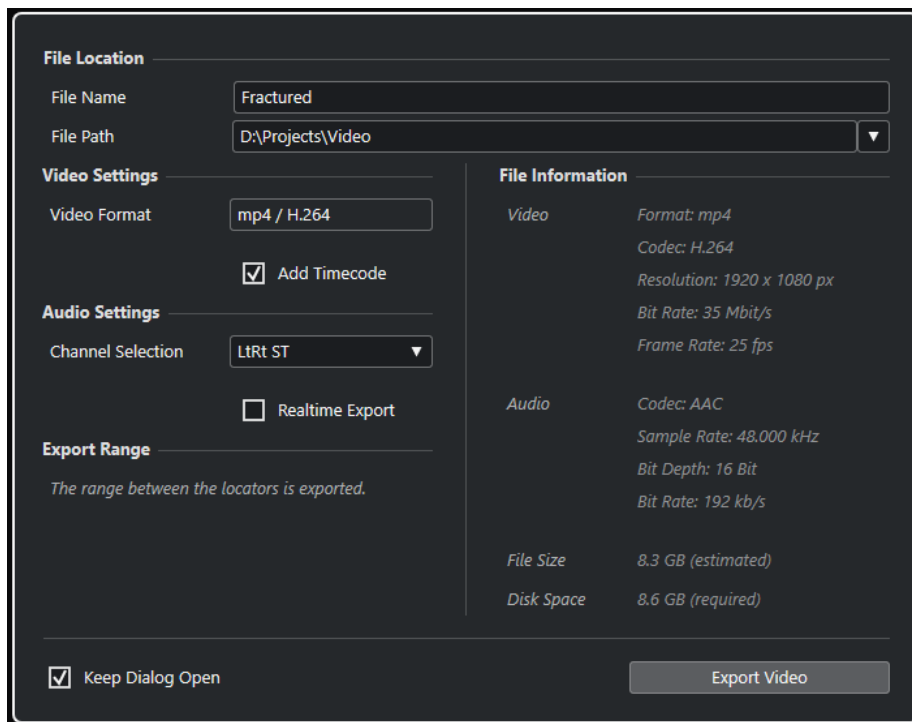 File Location
File Name
Fractured
File Path
D:\Projects\Video
Video Settings
Video Format
mp4 / H.264
Add Timecode
Audio Settings
Channel Selection
LtRt ST
Realtime Export
Export Range
The range between the locators is exported.
File Information
Video
Format: mp4
Codec: H.264
Resolution: 1920 x 1080 px
Bit Rate: 35 Mbit/s
Frame Rate: 25 fps
Audio
Codec: AAC
Sample Rate: 48.000 kHz
Bit Depth: 16 Bit
Bit Rate: 192 kb/s
File Size
8.3 GB (estimated)
Disk Space
8.6 GB (required)
Keep Dialog Open
Export Video